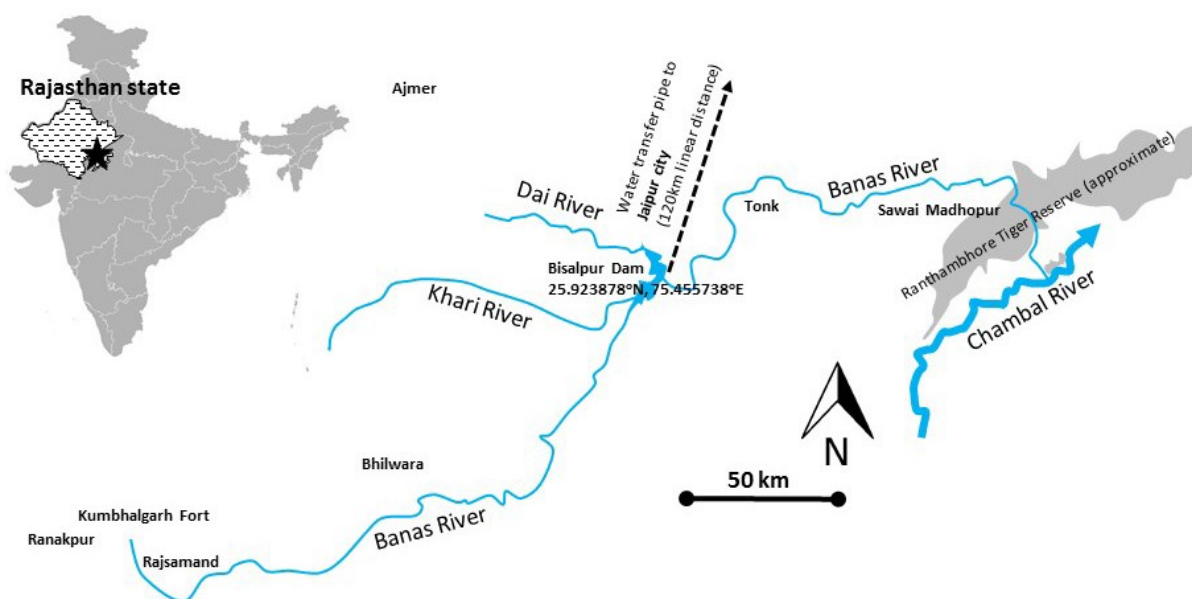 Rajasthan state
Ajmer
Water transfer pipe to
Jaipur city
(120km linear distance)
Dai River
Banas River
Tonk
Sawai Madhopur
Ranthambhore Tiger Reserve (approximate)
Bisalpur Dam
25.923878°N, 75.455738°E
Khari River
Chambal River
N
50 km
Bhilwara
Banas River
Kumbhalgarh Fort
Ranakpur
Rajsamand